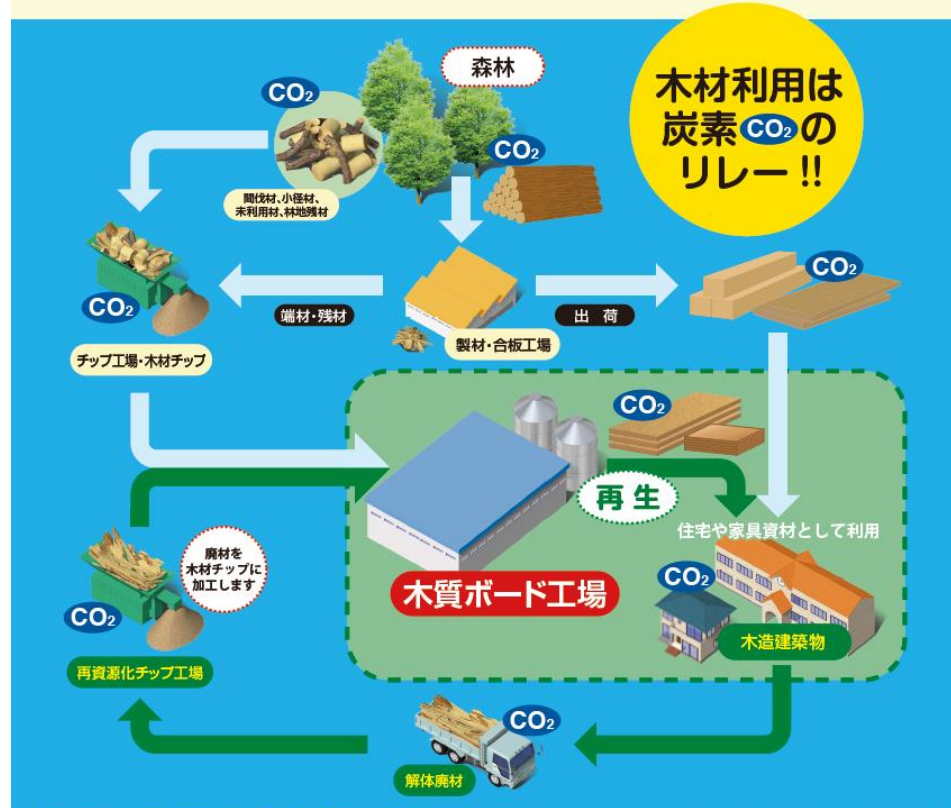 森林
木材利用は
炭素CO₂の
リレー!!
CO₂
CO₂
間伐材、小径材、
未利用材、林地残材
CO₂
CO₂
端材・残材
出荷
チップ工場・木材チップ
製材・合板工場
CO₂
再生
住宅や家具資材として利用
廃材を
木材チップに
加工します
木質ボード工場
CO₂
CO₂
木造建築物
再資源化チップ工場
CO₂
解体廃材